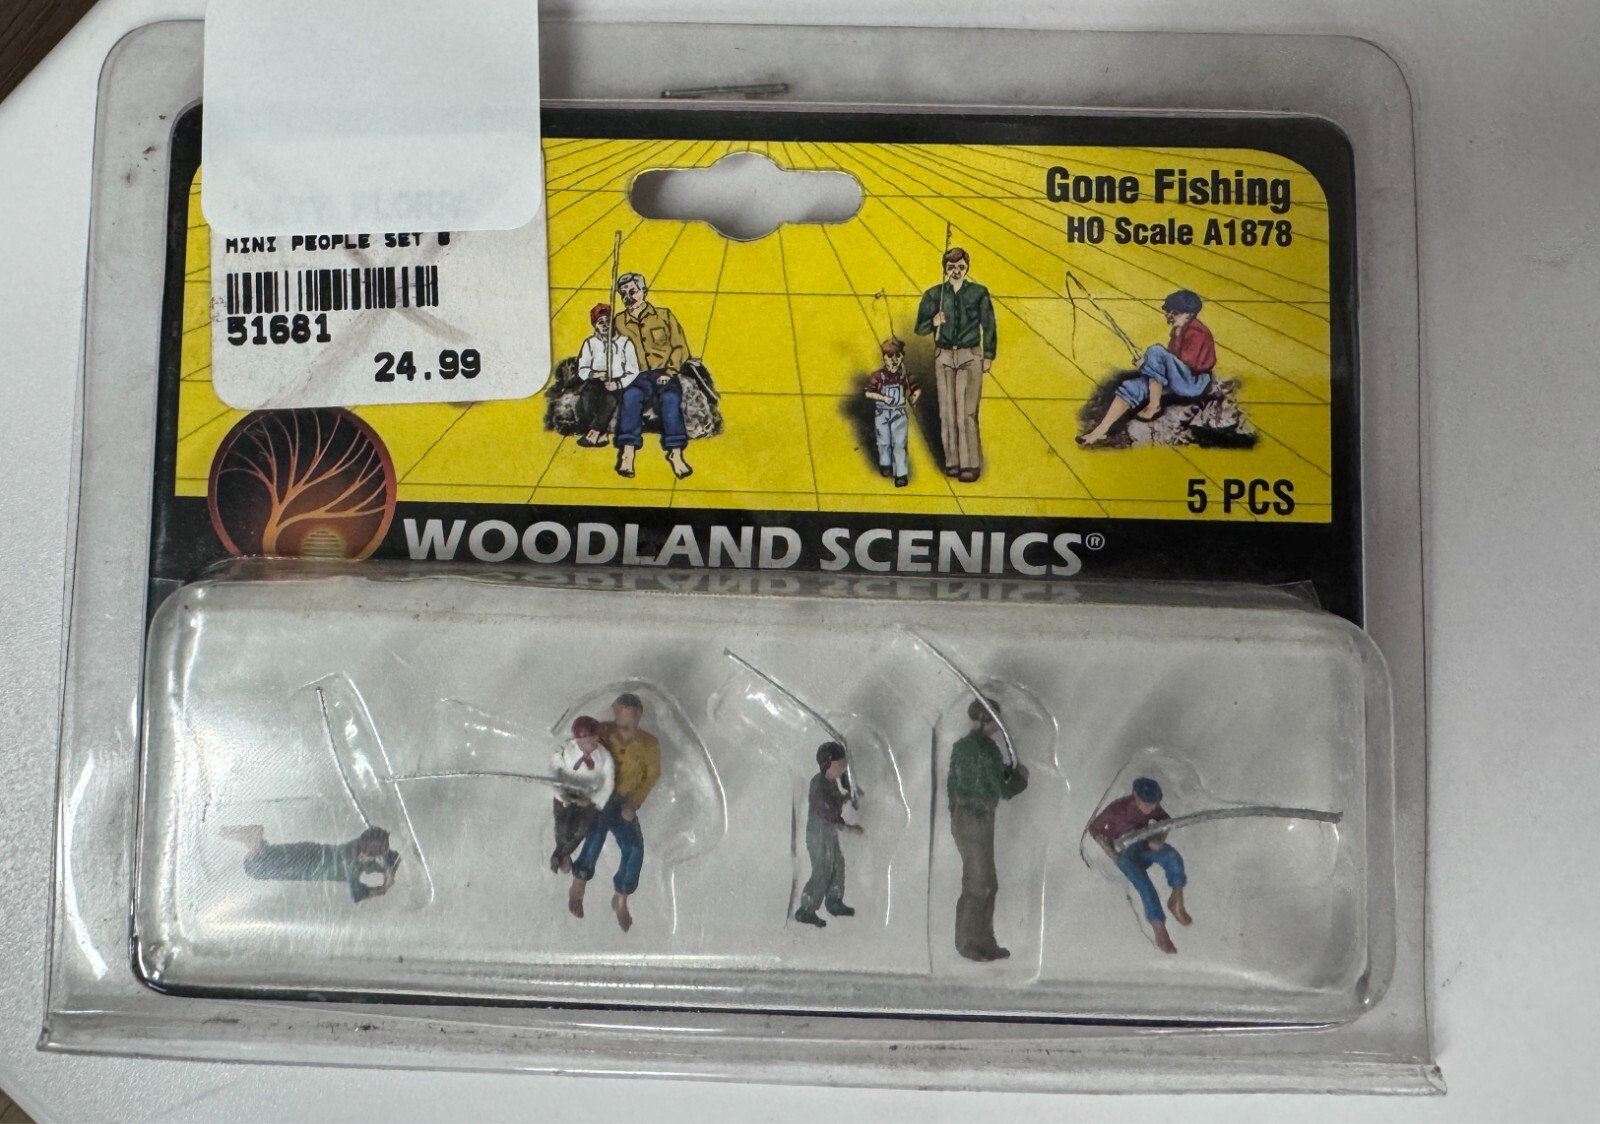 MINI PEOPLE SET
51681
24.99
Gone Fishing
HO Scale A1878
5 PCS
WOODLAND SCENICS®